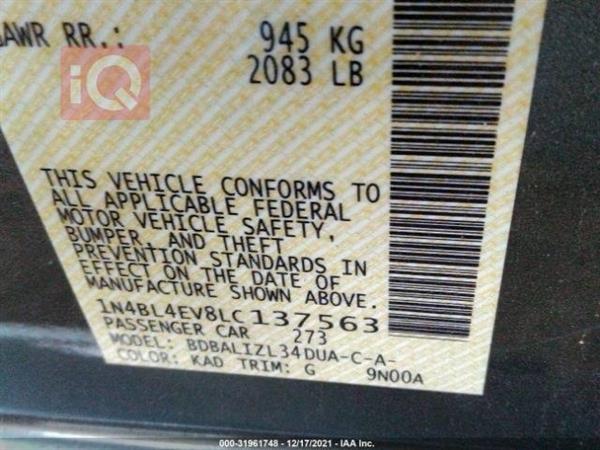 GAWR RR.: 945 KG
2083 LB
iQ
THIS VEHICLE CONFORMS TO
ALL APPLICABLE FEDERAL
MOTOR VEHICLE SAFETY,
BUMPER, AND THEFT
PREVENTION STANDARDS IN
EFFECT ON THE DATE OF
MANUFACTURE SHOWN ABOVE.
1N4BL4EV8LC137563
PASSENGER CAR 273
MODEL: BDBALIZL34DUA-C-A-
COLOR: KAD TRIM: G 9N00A
000-31961748 - 12/17/2021 - IAA Inc.